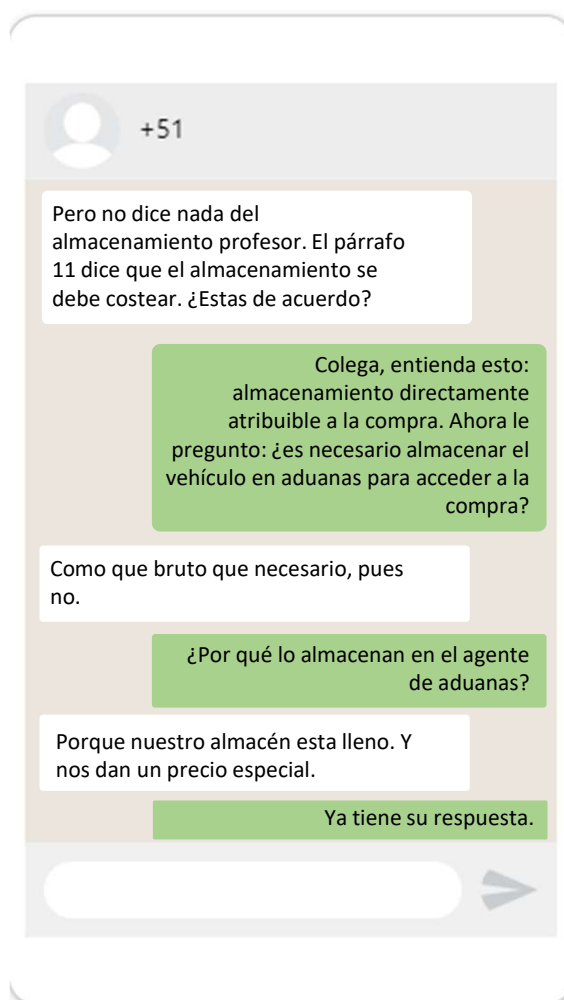 +51
Pero no dice nada del
almacenamiento profesor. El párrafo
11 dice que el almacenamiento se
debe costear. ¿Estas de acuerdo?
Colega, entienda esto:
almacenamiento directamente
atribuible a la compra. Ahora le
pregunto: ¿es necesario almacenar el
vehículo en aduanas para acceder a la
compra?
Como que bruto que necesario, pues
no.
¿Por qué lo almacenan en el agente
de aduanas?
Porque nuestro almacén esta lleno. Y
nos dan un precio especial.
Ya tiene su respuesta.